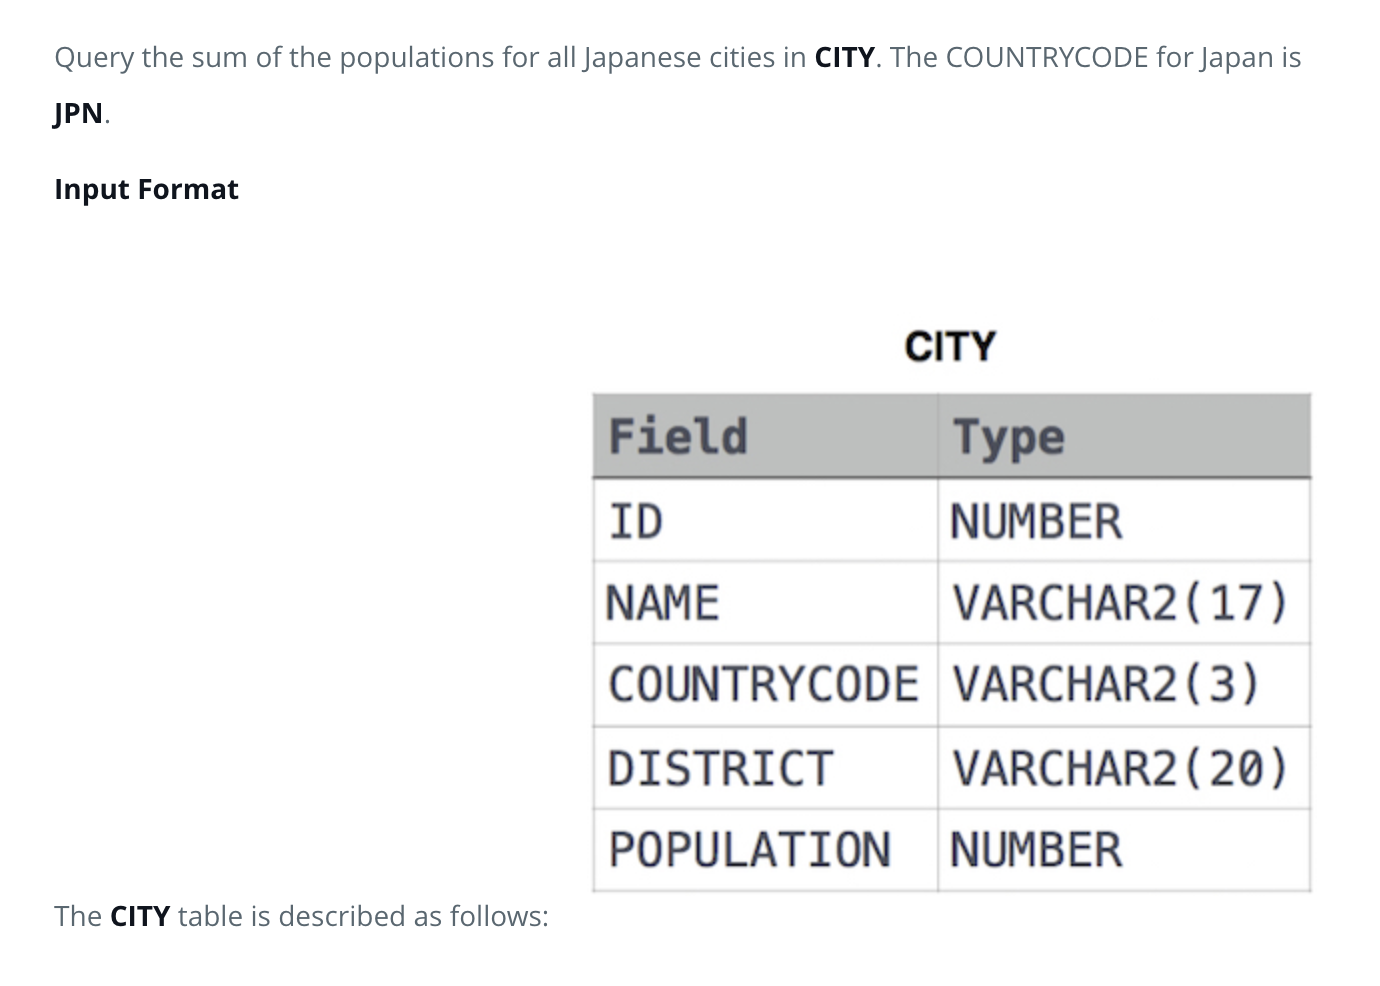 Query the sum of the populations for all Japanese cities in CITY. The COUNTRYCODE for Japan is
JPN.
Input Format
CITY
Field Type
ID NUMBER
NAME VARCHAR2(17)
COUNTRYCODE VARCHAR2(3)
DISTRICT VARCHAR2(20)
POPULATION NUMBER
The CITY table is described as follows: